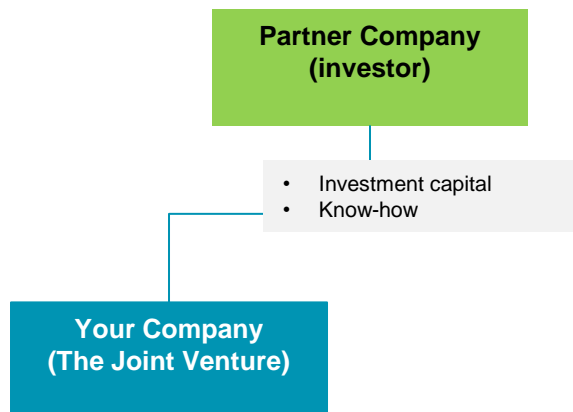 Partner Company
(investor)
• Investment capital
• Know-how
Your Company
(The Joint Venture)